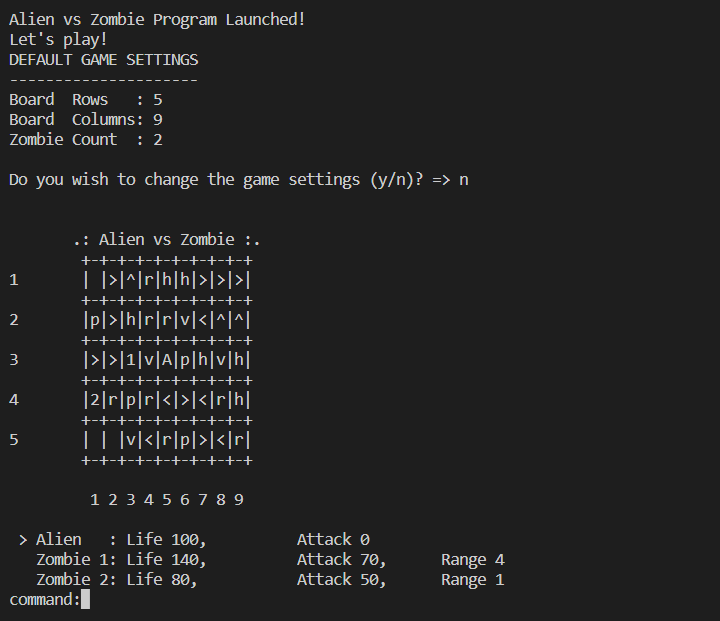 Alien vs Zombie Program Launched!
Let's play!
DEFAULT GAME SETTINGS
---------------------
Board  Rows   : 5
Board  Columns: 9
Zombie Count  : 2
Do you wish to change the game settings (y/n)? => n
.: Alien vs Zombie :.
+-+-+-+-+-+-+-+-+-+
1       | |>|^|r|h|h|>|>|>|
+-+-+-+-+-+-+-+-+-+
2       |p|>|h|r|r|v|<|^|^|
+-+-+-+-+-+-+-+-+-+
3       |>|>|1|v|A|p|h|v|h|
+-+-+-+-+-+-+-+-+-+
4       |2|r|p|r|<|>|<|r|h|
+-+-+-+-+-+-+-+-+-+
5       | | |v|<|r|p|>|<|r|
+-+-+-+-+-+-+-+-+-+
1 2 3 4 5 6 7 8 9
> Alien   : Life 100,          Attack 0
Zombie 1: Life 140,          Attack 70,      Range 4
Zombie 2: Life 80,           Attack 50,      Range 1
command: